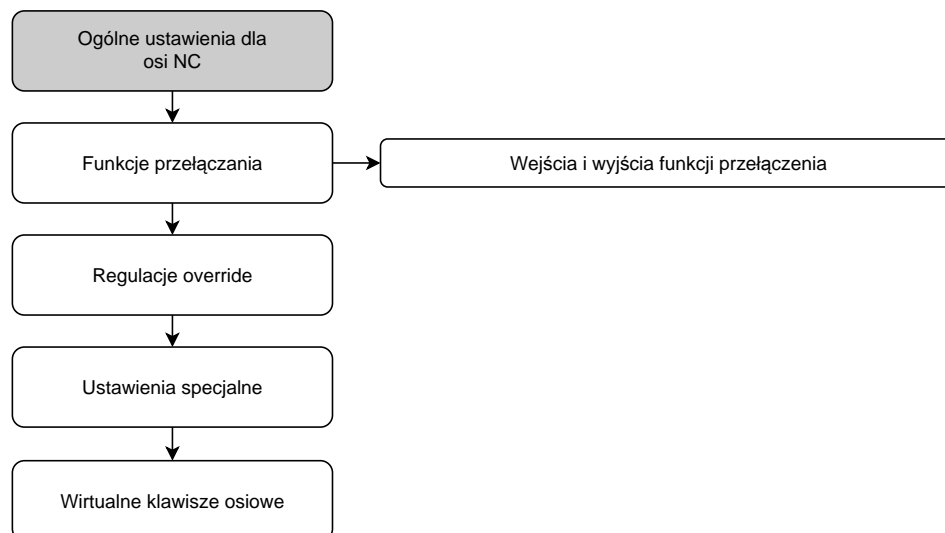 Ogólne ustawienia dla
osi NC
Funkcje przełączania
Wejścia i wyjścia funkcji przełączenia
Regulacje override
Ustawienia specjalne
Wirtualne klawisze osiowe